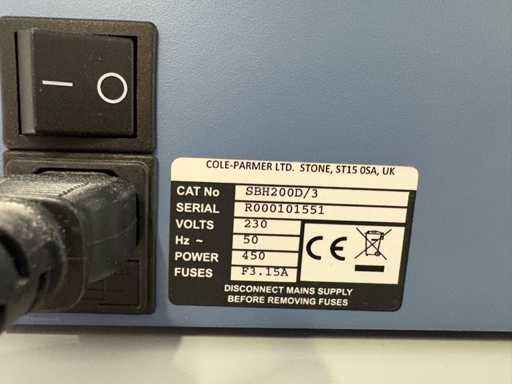 COLE-PARMER LTD. STONE, ST15 0SA, UK
CAT No SBH200D/3
SERIAL R000101551
VOLTS 230
Hz ~ 50
POWER 450
FUSES F3.15A
CE
DISCONNECT MAINS SUPPLY
BEFORE REMOVING FUSES